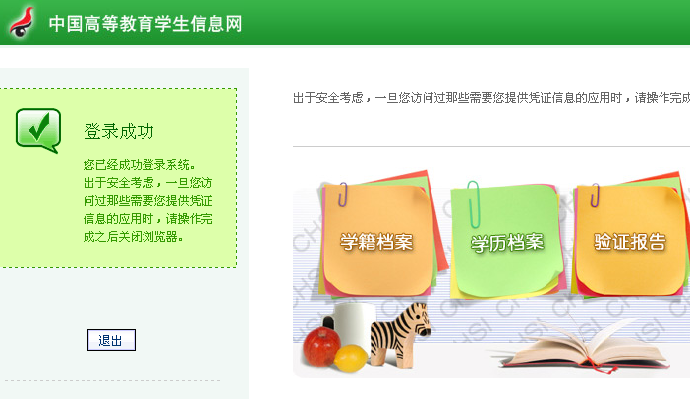 中国高等教育学生信息网
登录成功
您已经成功登录系统。
出于安全考虑，一旦您访
问过那些需要您提供凭证
信息的应用时，请操作完
成之后关闭浏览器。
退出
出于安全考虑，一旦您访问过那些需要您提供凭证信息的应用时，请操作完成
学籍档案
学历档案
验证报告